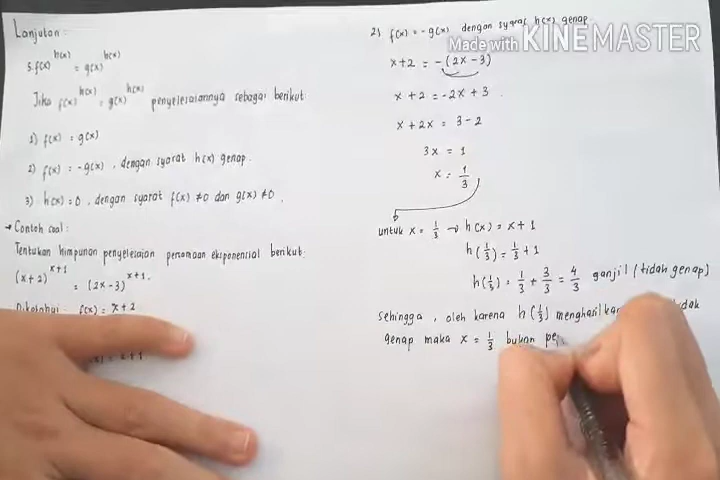 Lanjutan :
5. f(x)^h(x) = g(x)^h(x)
Jika f(x)^h(x) = g(x)^h(x) penyelesaiannya sebagai berikut
1) f(x) = g(x)
2) f(x) = -g(x), dengan syarat h(x) genap.
3) h(x) = 0, dengan syarat f(x) ≠ 0 dan g(x) ≠ 0.
→ Contoh soal :
Tentukan himpunan penyelesaian persamaan eksponensial berikut:
(x+2)^x+1 = (2x-3)^x+1.
Diketahui : f(x) = x+2
= x+1
2) f(x) = -g(x) dengan syarat h(x) genap
x+2 = -(2x-3)
x+2 = -2x+3
x+2x = 3-2
3x = 1
x = 1/3
untuk x = 1/3 → h(x) = x+1
h(1/3) = 1/3 + 1
h(1/3) = 1/3 + 3/3 = 4/3 ganjil (tidak genap)
Sehingga, oleh karena h(1/3)
genap maka x = 1/3 bukan
Made with KINEMASTER